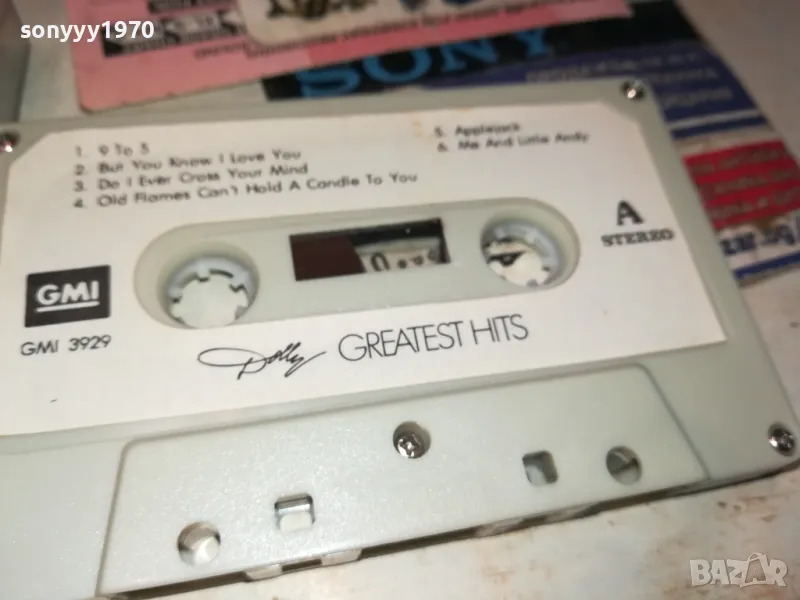 sonyyy1970
SONY
1. 9 To 5
2. But You Know I Love You
3. Do I Ever Cross Your Mind
4. Old Flames Can't Hold A Candle To You
5. Applejack
6. Me And Little Andy
A
STEREO
GMI
GMI 3929
Dolly GREATEST HITS
BAZAR